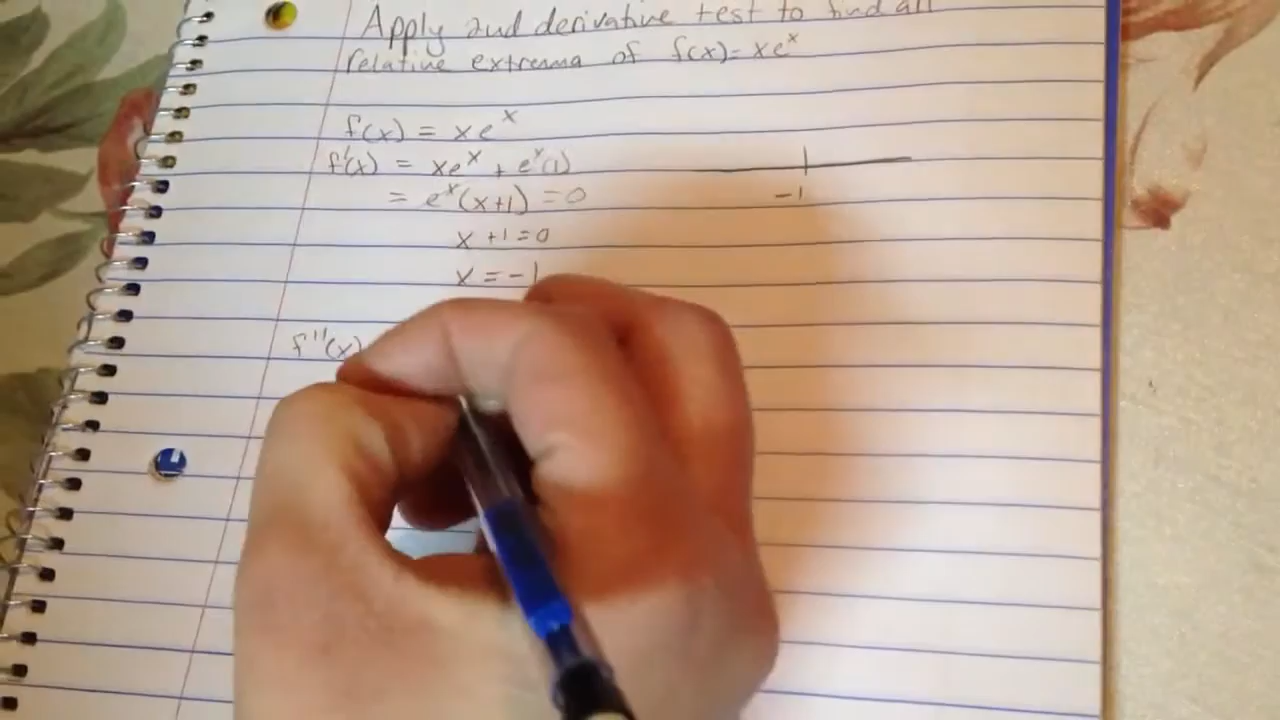 Apply 2nd derivative test to find all
relative extrema of f(x)=xe^x
f(x) = xe^x
f'(x) = xe^x + e^x(1)
= e^x(x+1) = 0
-1
x+1=0
x = -1
f''(x)